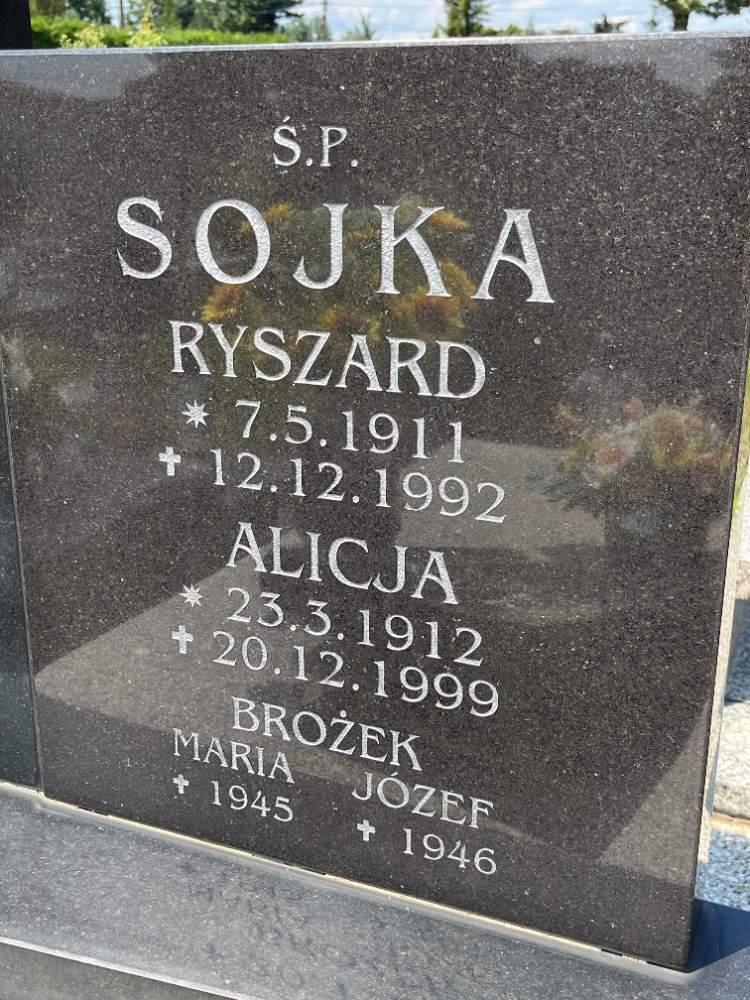 Ś.P.
SOJKA
RYSZARD
* 7.5.1911
✝ 12.12.1992
ALICJA
* 23.3.1912
✝ 20.12.1999
BROŻEK
MARIA JÓZEF
✝ 1945 ✝ 1946